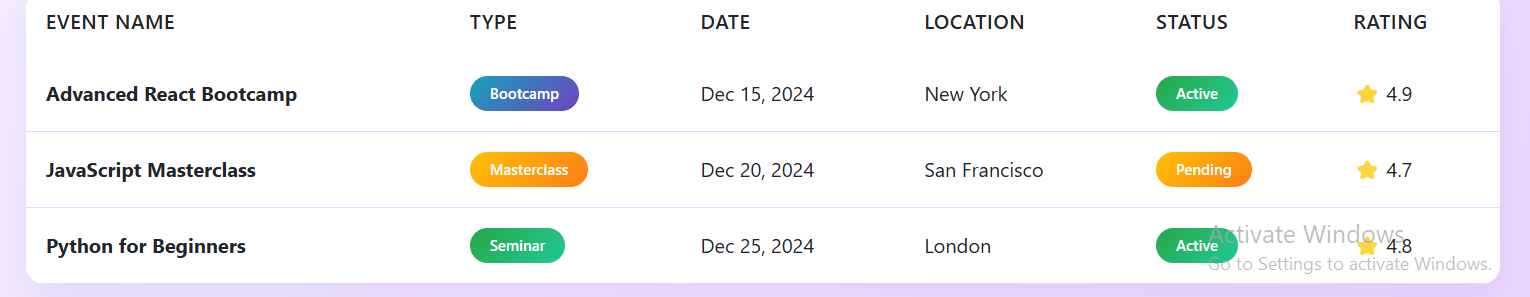 EVENT NAME TYPE DATE LOCATION STATUS RATING
Advanced React Bootcamp Bootcamp Dec 15, 2024 New York Active 4.9
JavaScript Masterclass Masterclass Dec 20, 2024 San Francisco Pending 4.7
Python for Beginners Seminar Dec 25, 2024 London Active 4.8
Activate Windows
Go to Settings to activate Windows.